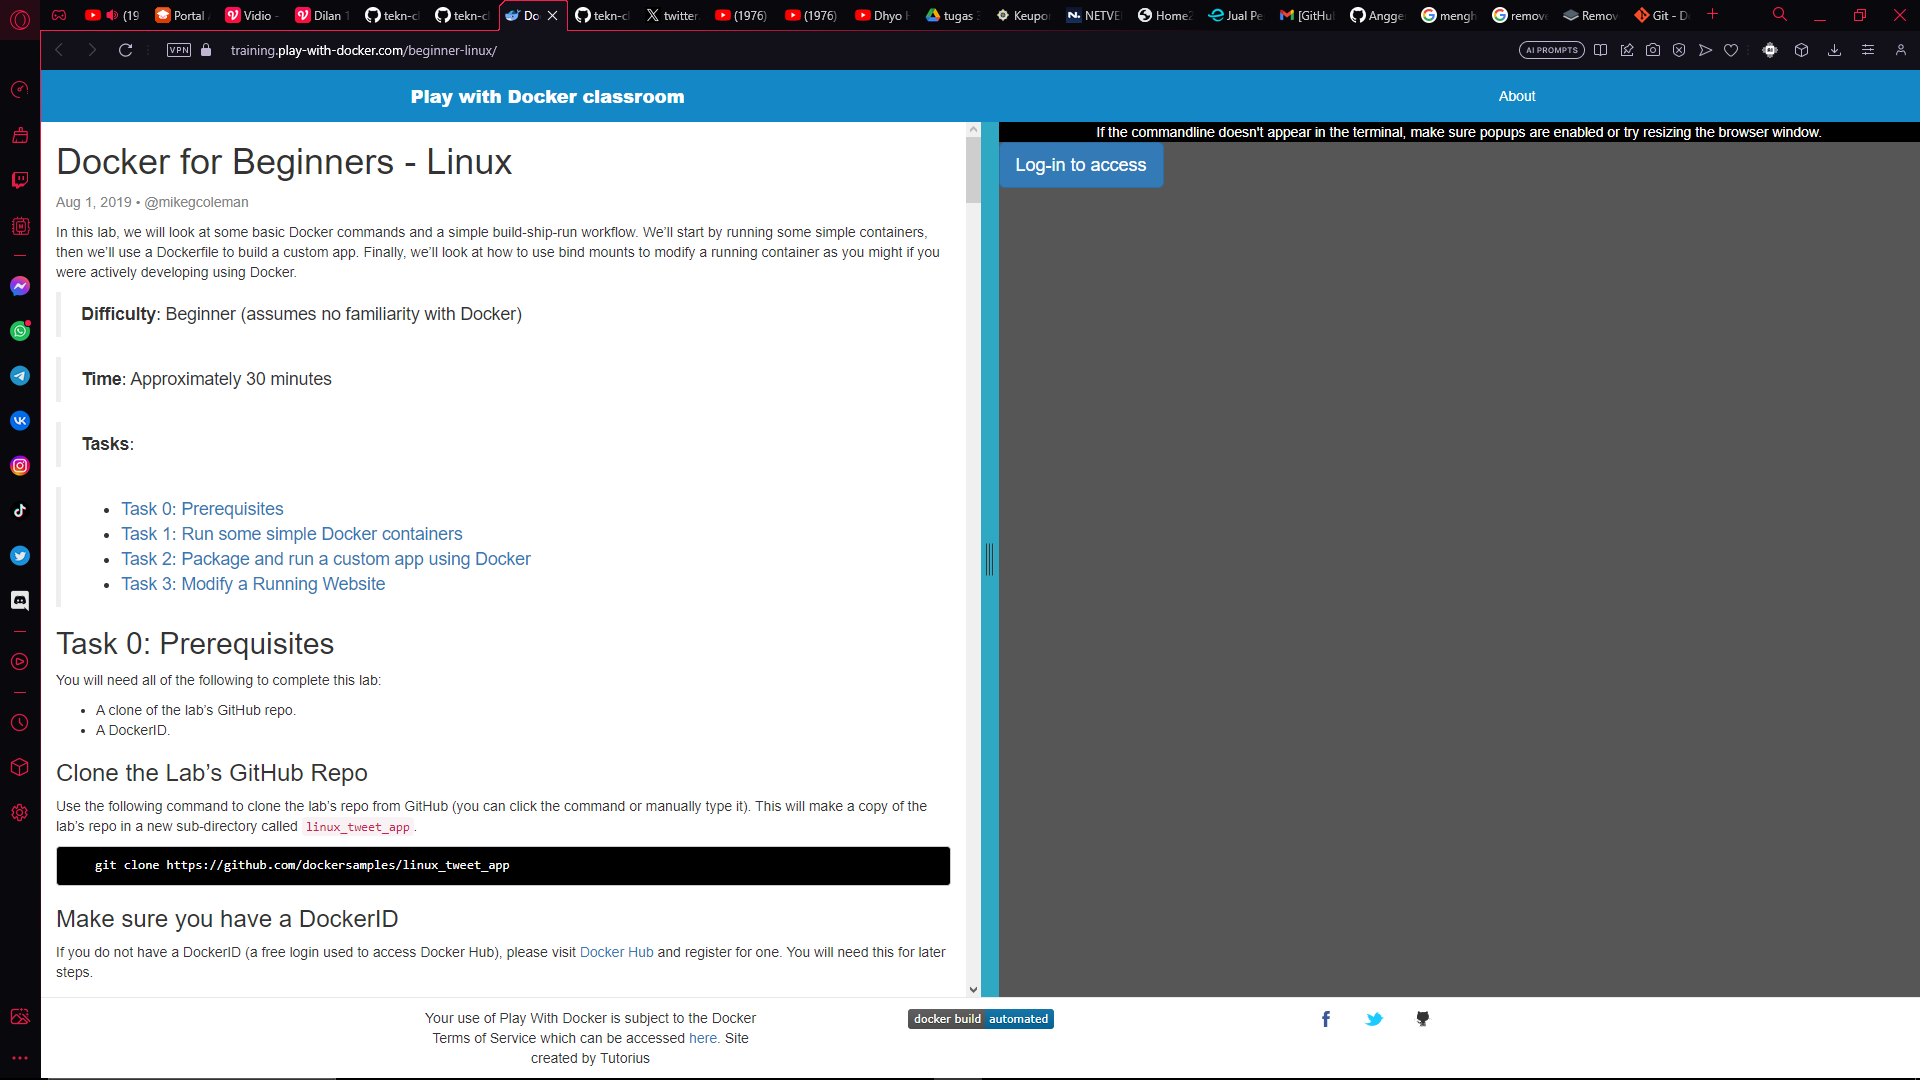 (19
Portal
Vidio -
Dilan 1
tekn-cl
tekn-cl
Do
tekn-cl
twitter
(1976)
(1976)
Dhyo H
tugas 3
Keupor
NETVE
Home2
Jual Pe
[GitHul
Angge
mengh
remove
Remov
Git - D
VPN
training.play-with-docker.com/beginner-linux/
AI PROMPTS
Play with Docker classroom
About
If the commandline doesn't appear in the terminal, make sure popups are enabled or try resizing the browser window.
Log-in to access
Docker for Beginners - Linux
Aug 1, 2019 • @mikegcoleman
In this lab, we will look at some basic Docker commands and a simple build-ship-run workflow. We’ll start by running some simple containers,
then we’ll use a Dockerfile to build a custom app. Finally, we’ll look at how to use bind mounts to modify a running container as you might if you
were actively developing using Docker.
Difficulty: Beginner (assumes no familiarity with Docker)
Time: Approximately 30 minutes
Tasks:
• Task 0: Prerequisites
• Task 1: Run some simple Docker containers
• Task 2: Package and run a custom app using Docker
• Task 3: Modify a Running Website
Task 0: Prerequisites
You will need all of the following to complete this lab:
• A clone of the lab’s GitHub repo.
• A DockerID.
Clone the Lab’s GitHub Repo
Use the following command to clone the lab’s repo from GitHub (you can click the command or manually type it). This will make a copy of the
lab’s repo in a new sub-directory called linux_tweet_app.
git clone https://github.com/dockersamples/linux_tweet_app
Make sure you have a DockerID
If you do not have a DockerID (a free login used to access Docker Hub), please visit Docker Hub and register for one. You will need this for later
steps.
Your use of Play With Docker is subject to the Docker
Terms of Service which can be accessed here. Site
created by Tutorius
docker build automated